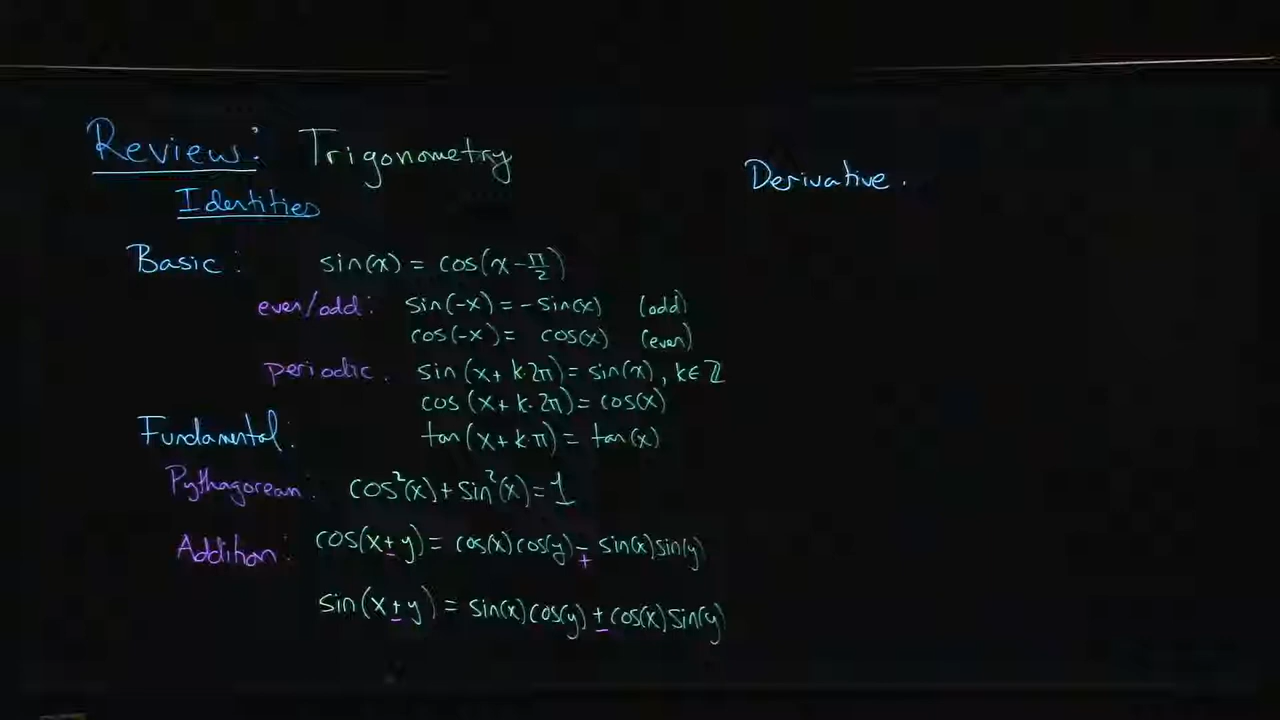 Review: Trigonometry
Identities
Basic: sin(x) = cos(x - π/2)
even/odd: sin(-x) = -sin(x) (odd)
cos(-x) = cos(x) (even)
periodic. sin(x + k·2π) = sin(x), k∈ℤ
cos(x + k·2π) = cos(x)
Fundamental: tan(x + k·π) = tan(x)
Pythagorean: cos²(x) + sin²(x) = 1
Addition: cos(x ± y) = cos(x)cos(y) ∓ sin(x)sin(y)
sin(x ± y) = sin(x)cos(y) ± cos(x)sin(y)
Derivative.